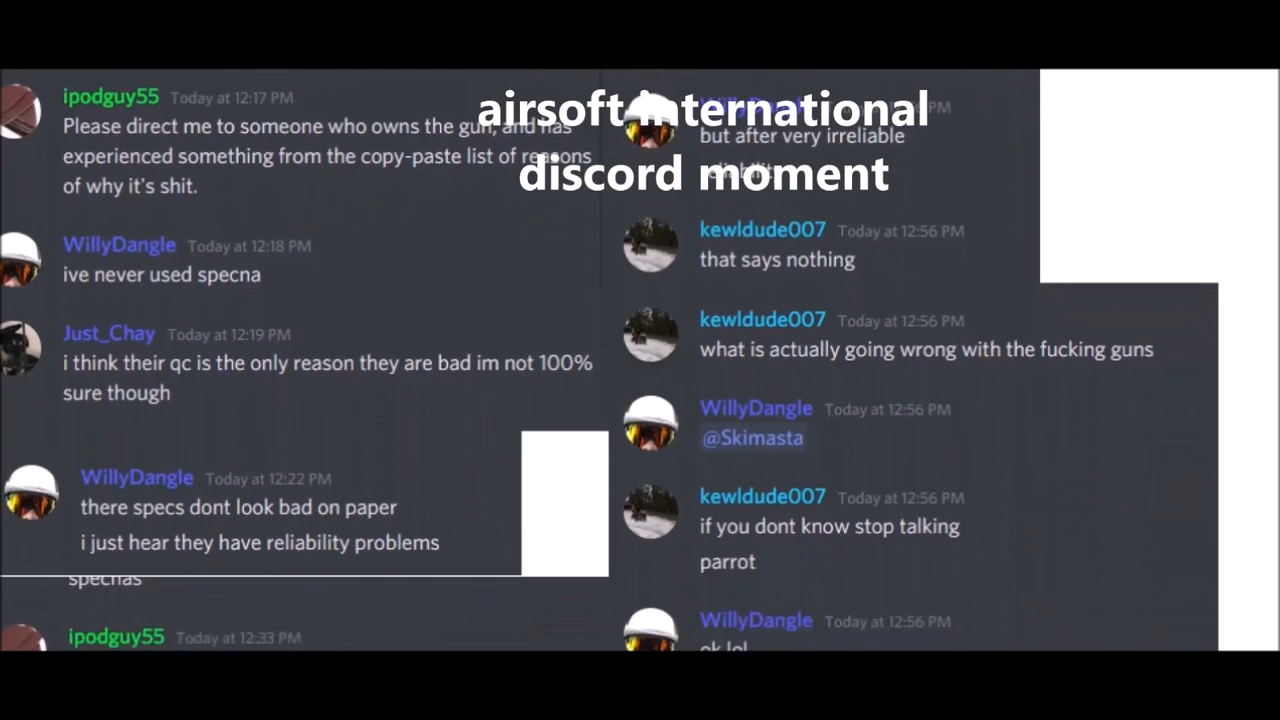 airsoft international
discord moment
ipodguy55 Today at 12:17 PM
Please direct me to someone who owns the gun, and has
experienced something from the copy-paste list of reasons
of why it's shit.
WillyDangle Today at 12:18 PM
ive never used specna
Just_Chay Today at 12:19 PM
i think their qc is the only reason they are bad im not 100%
sure though
WillyDangle Today at 12:22 PM
there specs dont look bad on paper
i just hear they have reliability problems
specnas
ipodguy55 Today at 12:33 PM
PM
but after very irreliable
kewldude007 Today at 12:56 PM
that says nothing
kewldude007 Today at 12:56 PM
what is actually going wrong with the fucking guns
WillyDangle Today at 12:56 PM
@Skimasta
kewldude007 Today at 12:56 PM
if you dont know stop talking
parrot
WillyDangle Today at 12:56 PM
ok lol